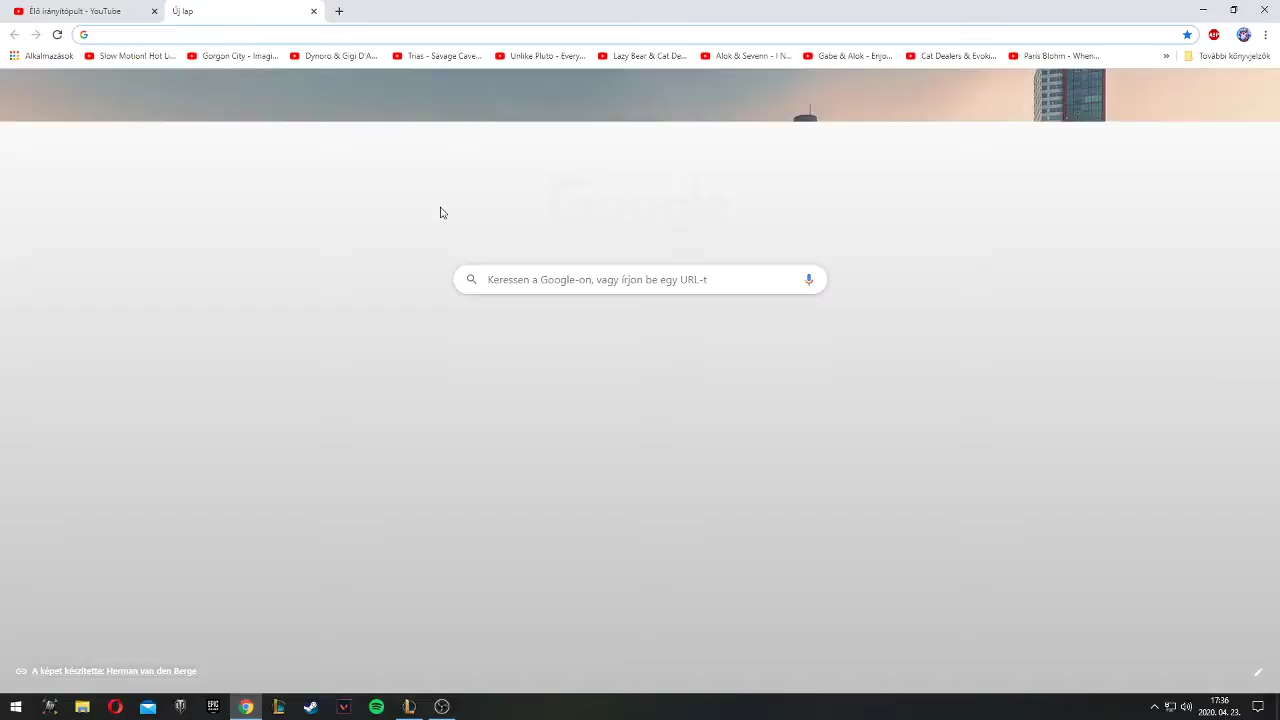 Élő irányítópult - YouTube
Új lap
Alkalmazások
Slow Motion! Hot Li...
Gorgon City - Imagi...
Dynoro & Gigi D'A...
Trias - Savage Cave...
Unlike Pluto - Every...
Lazy Bear & Cat De...
Alok & Sevenn - I N...
Gabe & Alok - Enjo...
Cat Dealers & Evoki...
Paris Blohm - When...
»
További könyvjelzők
Keressen a Google-on, vagy írjon be egy URL-t
A képet készítette: Herman van den Berge
17:36
2020. 04. 23.